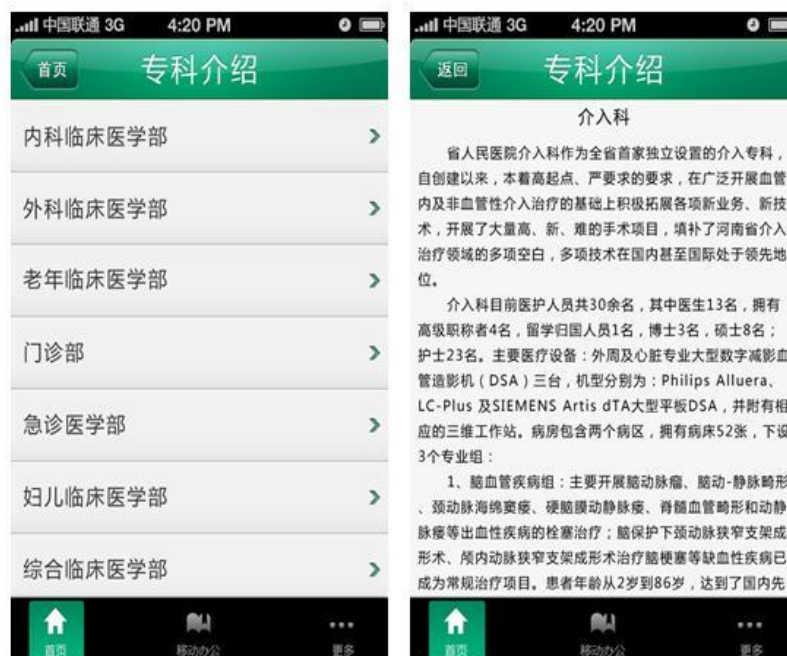 中国联通 3G 4:20 PM
首页 专科介绍
内科临床医学部
外科临床医学部
老年临床医学部
门诊部
急诊医学部
妇儿临床医学部
综合临床医学部
首页 移动办公 更多
中国联通 3G 4:20 PM
返回 专科介绍
介入科
省人民医院介入科作为全省首家独立设置的介入专科，
自创建以来，本着高起点、严要求的要求，在广泛开展血管
内及非血管性介入治疗的基础上积极拓展各项新业务、新技
术，开展了大量高、新、难的手术项目，填补了河南省介入
治疗领域的多项空白，多项技术在国内甚至国际处于领先地
位。
介入科目前医护人员共30余名，其中医生13名，拥有
高级职称者4名，留学归国人员1名，博士3名，硕士8名；
护士23名。主要医疗设备：外周及心脏专业大型数字减影血
管造影机（DSA）三台，机型分别为：Philips Alluera、
LC-Plus 及SIEMENS Artis dTA大型平板DSA，并附有相
应的三维工作站。病房包含两个病区，拥有病床52张，下设
3个专业组：
1、脑血管疾病组：主要开展脑动脉瘤、脑动-静脉畸形
、颈动脉海绵窦瘘、硬脑膜动静脉瘘、脊髓血管畸形和动静
脉瘘等出血性疾病的栓塞治疗；脑保护下颈动脉狭窄支架成
形术、颅内动脉狭窄支架成形术治疗脑梗塞等缺血性疾病已
成为常规治疗项目。患者年龄从2岁到86岁，达到了国内先
首页 移动办公 更多